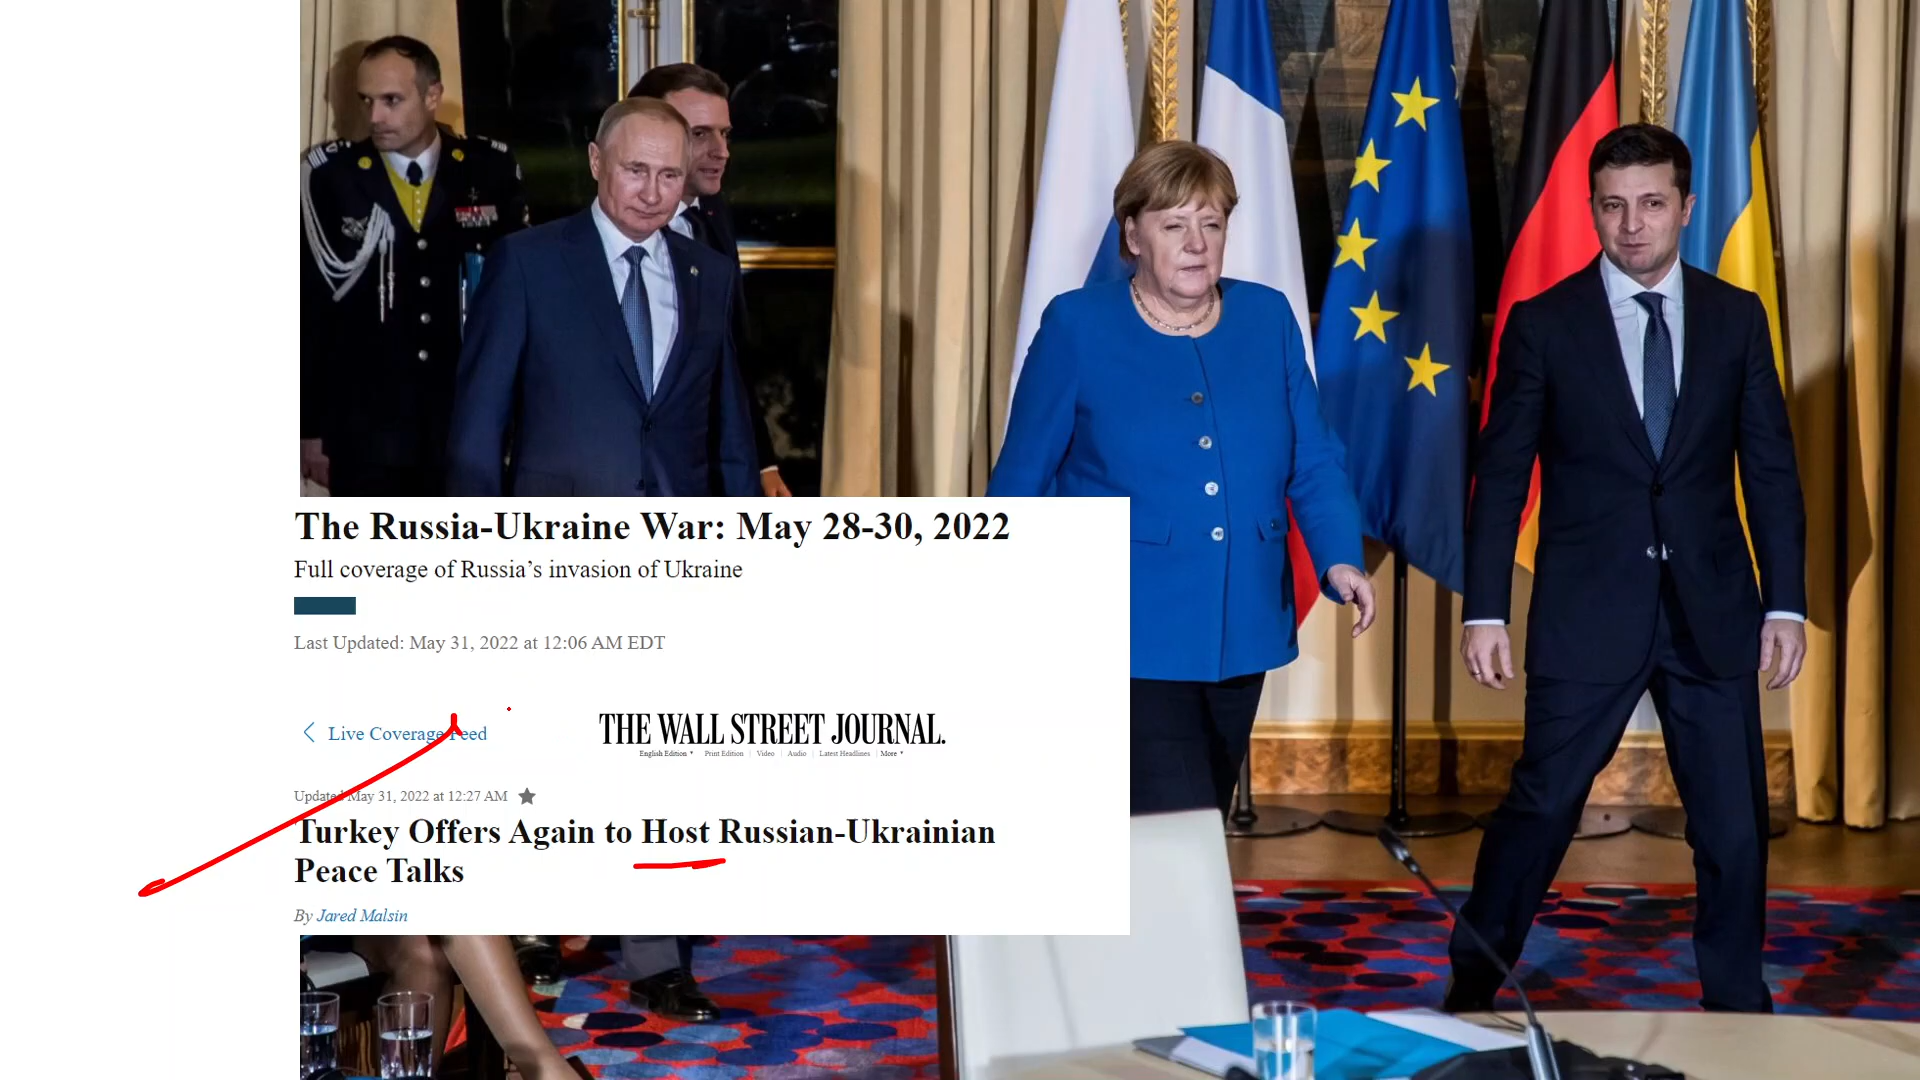 The Russia-Ukraine War: May 28-30, 2022
Full coverage of Russia’s invasion of Ukraine
Last Updated: May 31, 2022 at 12:06 AM EDT
Live Coverage Feed
THE WALL STREET JOURNAL.
English Edition Print Edition Video Audio Latest Headlines More
Updated May 31, 2022 at 12:27 AM
Turkey Offers Again to Host Russian-Ukrainian
Peace Talks
By Jared Malsin